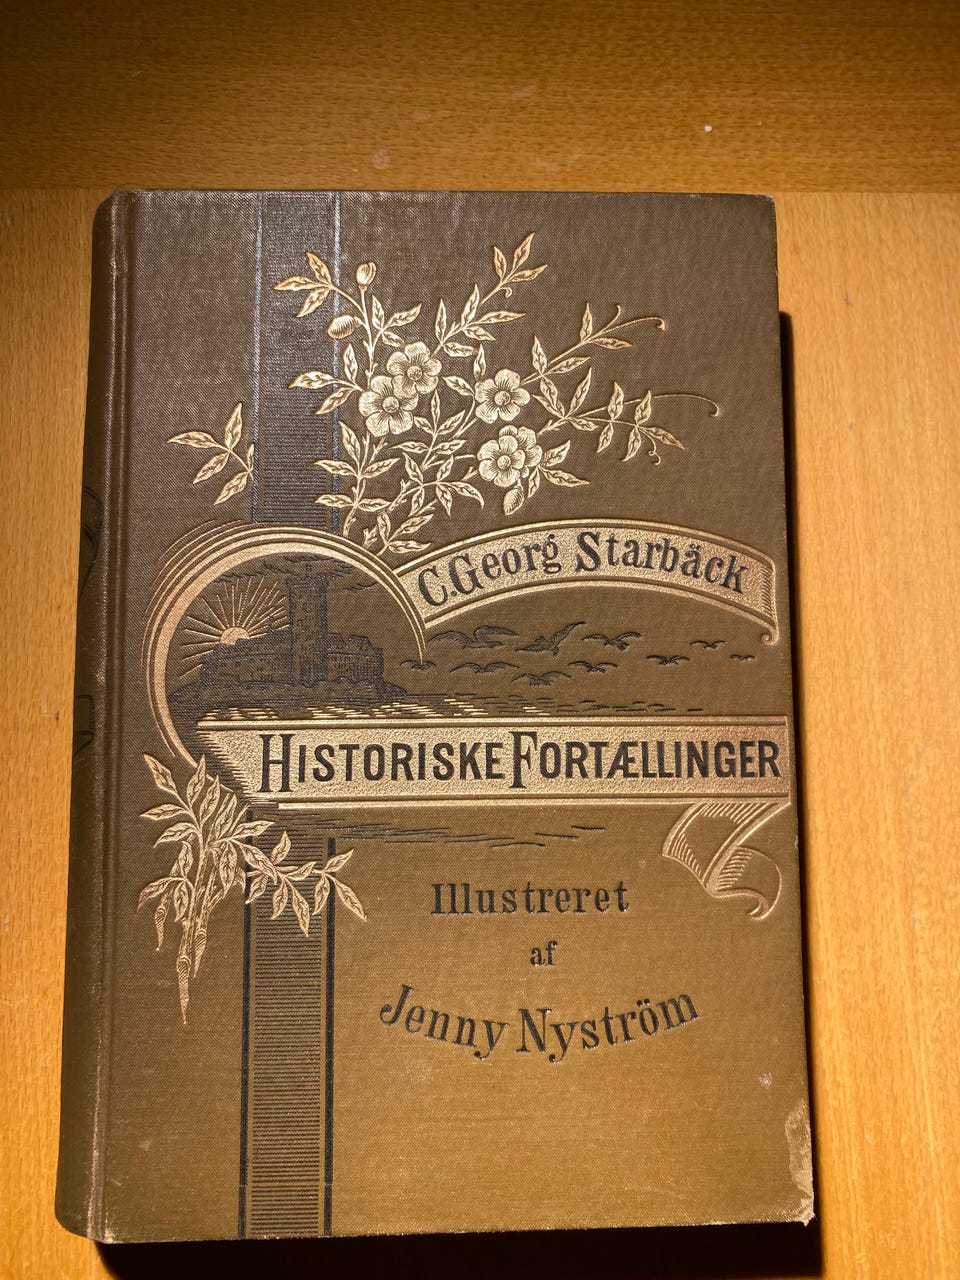 C. Georg Starbäck
Historiske Fortællinger
Illustreret
af
Jenny Nyström